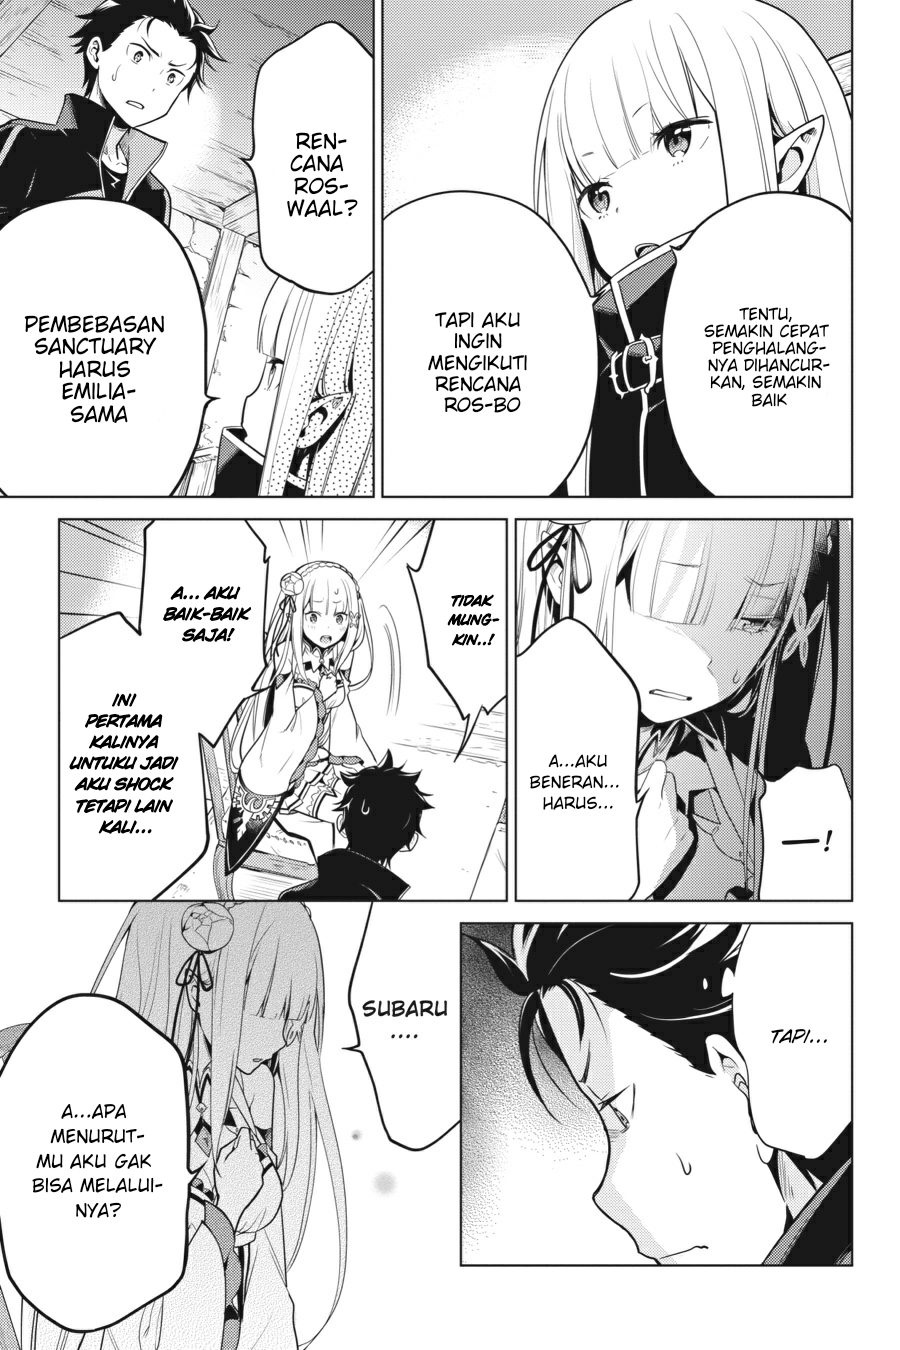 TENTU,
SEMAKIN CEPAT
PENGHALANG-
NYA DIHANCUR-
KAN, SEMAKIN
BAIK
TAPI AKU
INGIN
MENGIKUTI
RENCANA
ROS-BO
REN-
CANA
ROS-
WAAL?
PEMBEBASAN
SANCTUARY
HARUS
EMILIA-
SAMA
A...AKU
BENERAN...
HARUS...
—!
TIDAK
MUNG-
KIN..!
A... AKU
BAIK-BAIK
SAJA!
INI
PERTAMA
KALINYA
UNTUKU JADI
AKU SHOCK
TETAPI LAIN
KALI...
TAPI...
SUBARU
....
A...APA
MENURUT-
MU AKU GAK
BISA MELALUI-
NYA?